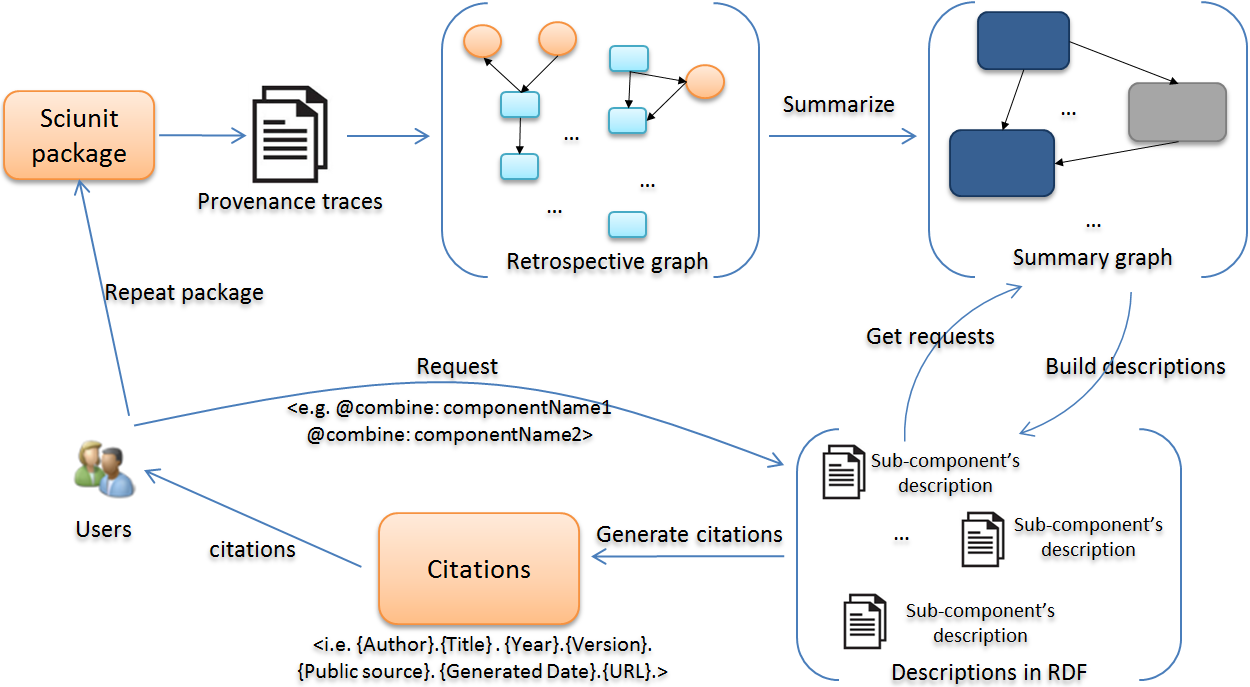 Sciunit
package
Provenance traces
...
...
...
Retrospective graph
Summarize
...
...
Summary graph
Repeat package
Get requests
Build descriptions
Request
<e.g. @combine: componentName1
@combine: componentName2>
Users
citations
Citations
<i.e. {Author}.{Title} . {Year}.{Version}.
{Public source}. {Generated Date}.{URL}.>
Generate citations
Sub-component's
description
...
Sub-component's
description
Sub-component's
description
Descriptions in RDF